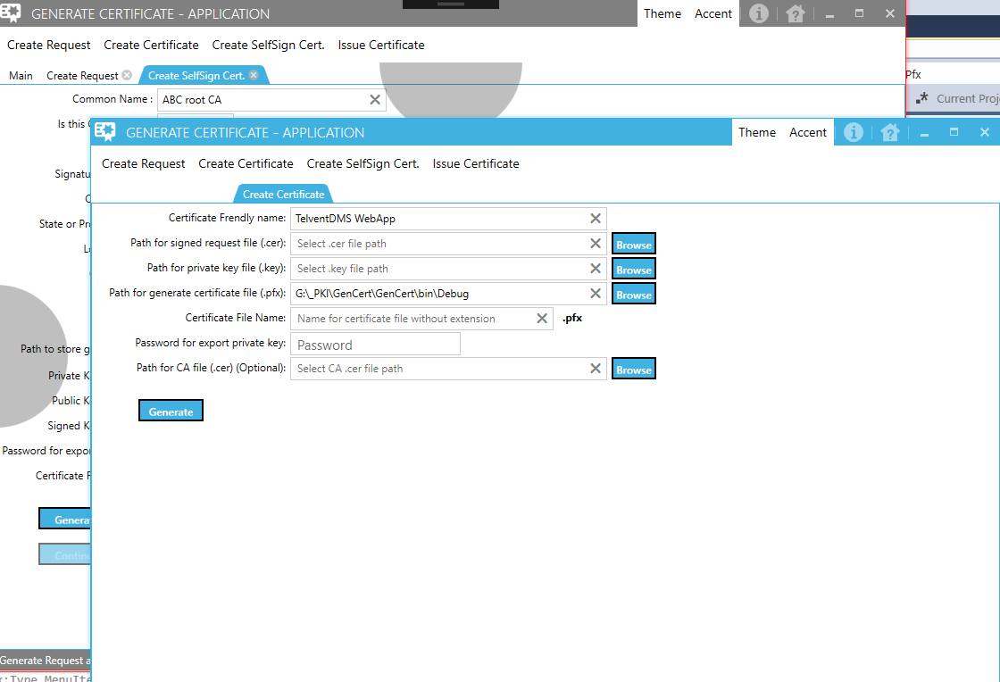 GENERATE CERTIFICATE - APPLICATION
Theme Accent
Create Request Create Certificate Create SelfSign Cert. Issue Certificate
Pfx
Main Create Request Create SelfSign Cert.
Current Proj
Common Name : ABC root CA
Is this
GENERATE CERTIFICATE - APPLICATION
Theme Accent
Create Request Create Certificate Create SelfSign Cert. Issue Certificate
Signatu
Create Certificate
State or Pr
Certificate Frendly name: TelventDMS WebApp
Path for signed request file (.cer): Select .cer file path Browse
Path for private key file (.key): Select .key file path Browse
Path for generate certificate file (.pfx): G:\_PKI\GenCert\GenCert\bin\Debug Browse
Certificate File Name: Name for certificate file without extension .pfx
Password for export private key: Password
Path for CA file (.cer) (Optional): Select CA .cer file path Browse
Generate
Path to store g
Private K
Public K
Signed K
Password for expor
Certificate F
Genera
Contin
Generate Request a
:Type MenuIte